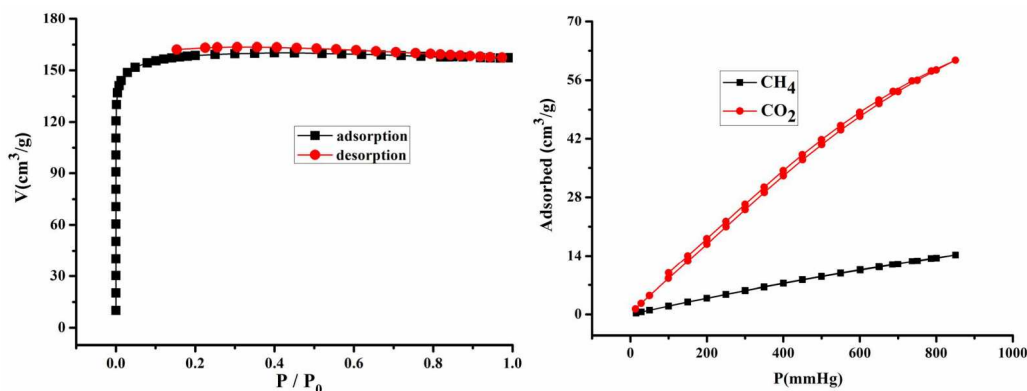 180
150
120
90
60
30
0
V(cm³/g)
adsorption
desorption
0.0 0.2 0.4 0.6 0.8 1.0
P / P₀
70
56
42
28
14
0
Adsorbed (cm³/g)
CH₄
CO₂
0 200 400 600 800 1000
P(mmHg)